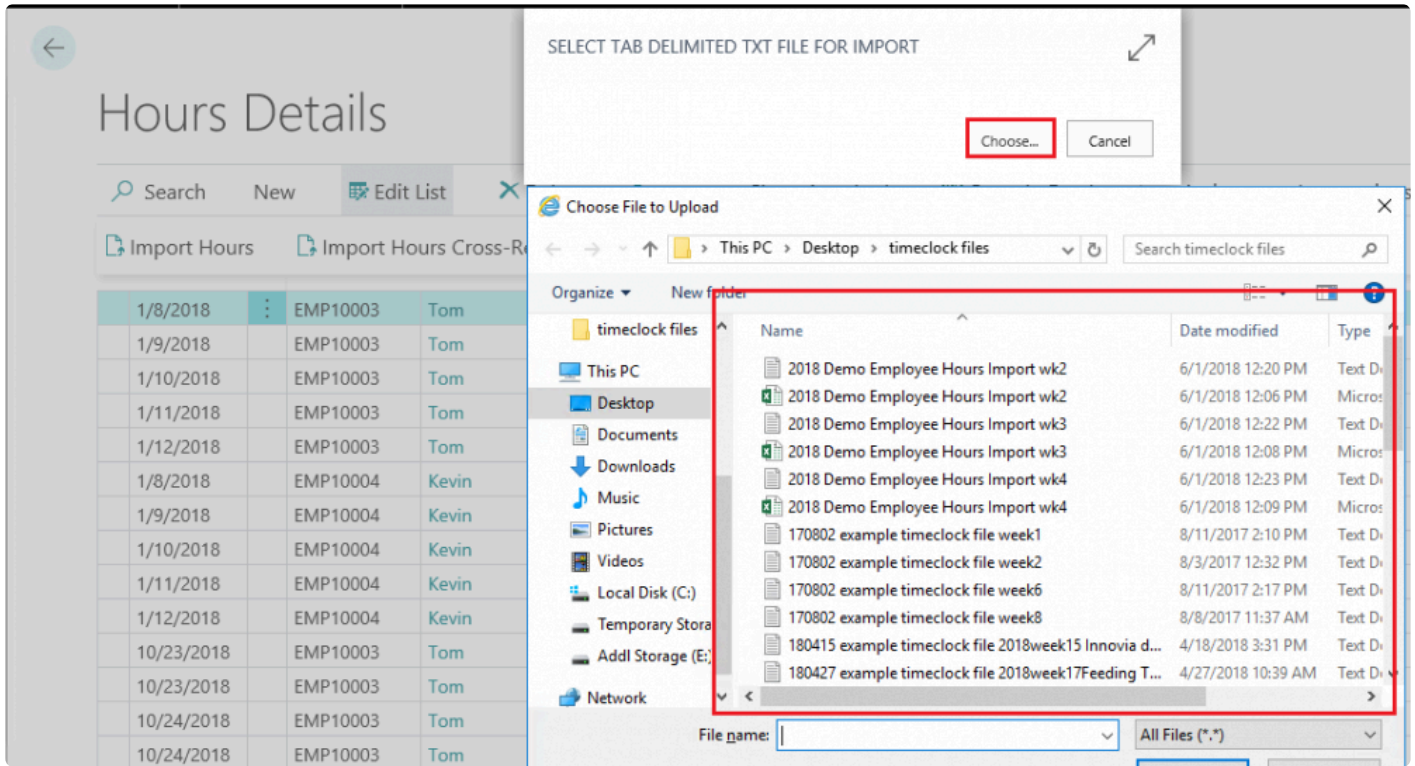 SELECT TAB DELIMITED TXT FILE FOR IMPORT
Hours Details
Choose... Cancel
Search New Edit List
Import Hours Import Hours Cross-Re
Choose File to Upload
This PC > Desktop > timeclock files Search timeclock files
Organize New folder
timeclock files
This PC
Desktop
Documents
Downloads
Music
Pictures
Videos
Local Disk (C:)
Temporary Stora
Addl Storage (E:)
Network
Name Date modified Type
2018 Demo Employee Hours Import wk2 6/1/2018 12:20 PM Text D
2018 Demo Employee Hours Import wk2 6/1/2018 12:06 PM Micros
2018 Demo Employee Hours Import wk3 6/1/2018 12:22 PM Text D
2018 Demo Employee Hours Import wk3 6/1/2018 12:08 PM Micros
2018 Demo Employee Hours Import wk4 6/1/2018 12:23 PM Text D
2018 Demo Employee Hours Import wk4 6/1/2018 12:09 PM Micros
170802 example timeclock file week1 8/11/2017 2:10 PM Text D
170802 example timeclock file week2 8/3/2017 12:32 PM Text D
170802 example timeclock file week6 8/11/2017 2:17 PM Text D
170802 example timeclock file week8 8/8/2017 11:37 AM Text D
180415 example timeclock file 2018week15 Innovia d... 4/18/2018 3:31 PM Text D
180427 example timeclock file 2018week17Feeding T... 4/27/2018 10:39 AM Text D
File name: All Files (*.*)
1/8/2018 EMP10003 Tom
1/9/2018 EMP10003 Tom
1/10/2018 EMP10003 Tom
1/11/2018 EMP10003 Tom
1/12/2018 EMP10003 Tom
1/8/2018 EMP10004 Kevin
1/9/2018 EMP10004 Kevin
1/10/2018 EMP10004 Kevin
1/11/2018 EMP10004 Kevin
1/12/2018 EMP10004 Kevin
10/23/2018 EMP10003 Tom
10/23/2018 EMP10003 Tom
10/24/2018 EMP10003 Tom
10/24/2018 EMP10003 Tom